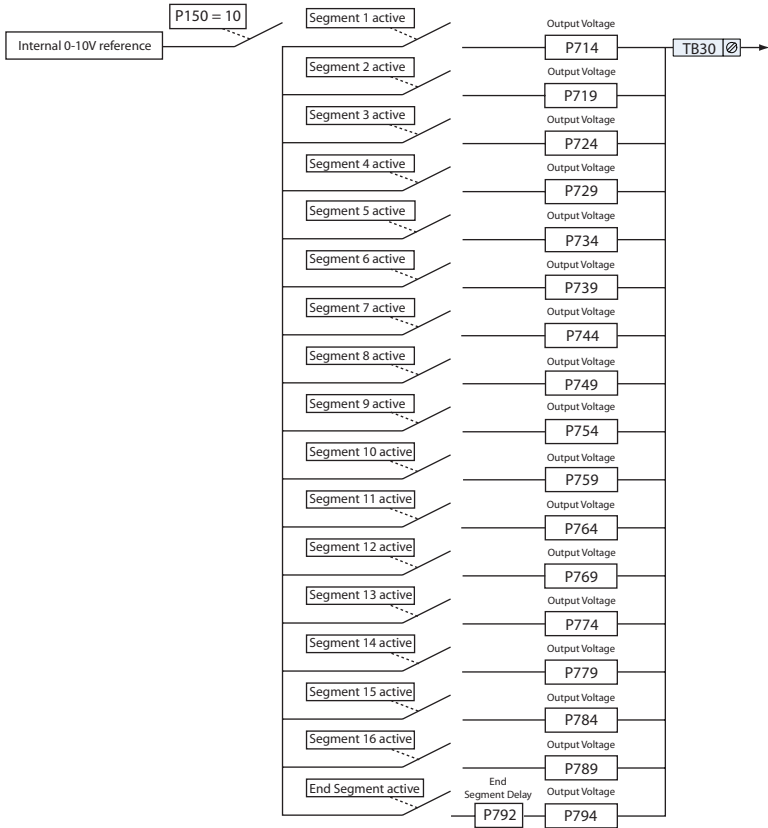 P150 = 10
Internal 0-10V reference
Segment 1 active
Output Voltage
P714
TB30
Segment 2 active
Output Voltage
P719
Segment 3 active
Output Voltage
P724
Segment 4 active
Output Voltage
P729
Segment 5 active
Output Voltage
P734
Segment 6 active
Output Voltage
P739
Segment 7 active
Output Voltage
P744
Segment 8 active
Output Voltage
P749
Segment 9 active
Output Voltage
P754
Segment 10 active
Output Voltage
P759
Segment 11 active
Output Voltage
P764
Segment 12 active
Output Voltage
P769
Segment 13 active
Output Voltage
P774
Segment 14 active
Output Voltage
P779
Segment 15 active
Output Voltage
P784
Segment 16 active
Output Voltage
P789
End Segment active
End
Segment Delay
P792
Output Voltage
P794